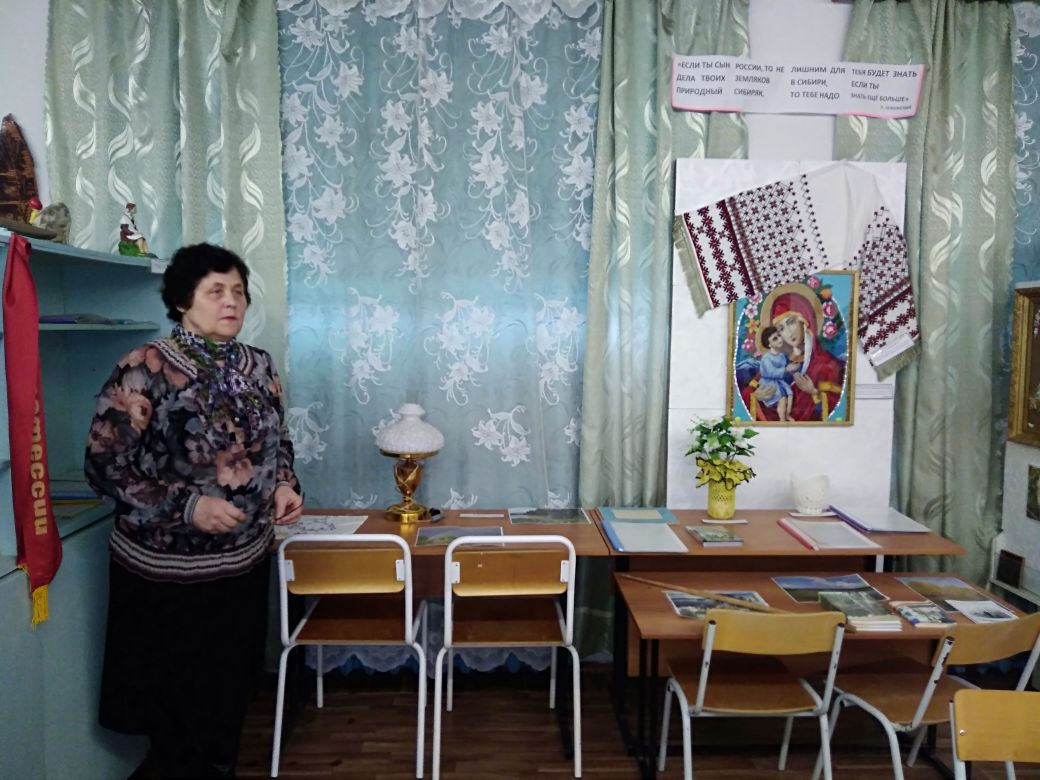 «ЕСЛИ ТЫ СЫН РОССИИ, ТО НЕ ЛИШНИМ ДЛЯ ТЕБЯ БУДЕТ ЗНАТЬ
ДЕЛА ТВОИХ ЗЕМЛЯКОВ В СИБИРИ, ЕСЛИ ТЫ
ПРИРОДНЫЙ СИБИРЯК, ТО ТЕБЕ НАДО ЗНАТЬ ЕЩЁ БОЛЬШЕ»